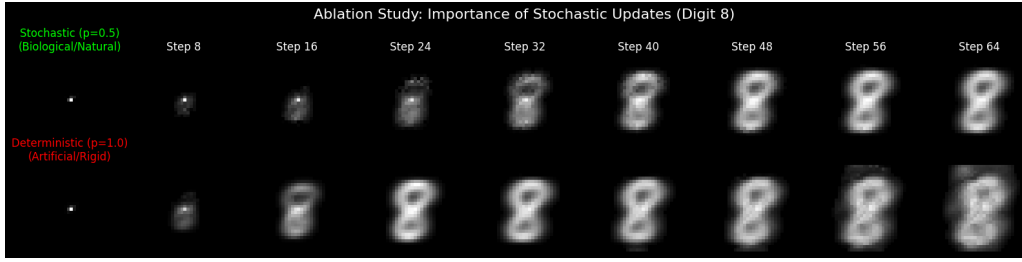 Ablation Study: Importance of Stochastic Updates (Digit 8)
Stochastic (p=0.5)
(Biological/Natural)
Step 8
Step 16
Step 24
Step 32
Step 40
Step 48
Step 56
Step 64
Deterministic (p=1.0)
(Artificial/Rigid)